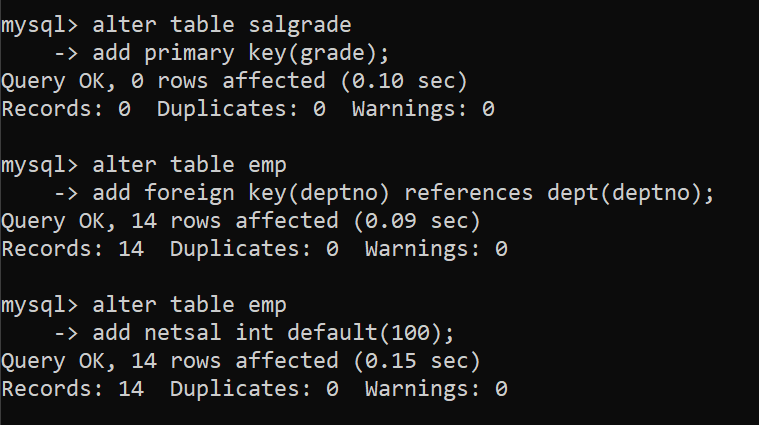 mysql> alter table salgrade
    -> add primary key(grade);
Query OK, 0 rows affected (0.10 sec)
Records: 0  Duplicates: 0  Warnings: 0

mysql> alter table emp
    -> add foreign key(deptno) references dept(deptno);
Query OK, 14 rows affected (0.09 sec)
Records: 14  Duplicates: 0  Warnings: 0

mysql> alter table emp
    -> add netsal int default(100);
Query OK, 14 rows affected (0.15 sec)
Records: 14  Duplicates: 0  Warnings: 0